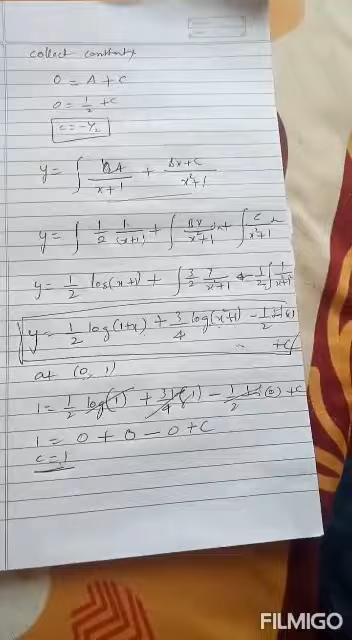 collect constants
0 = A + C
0 = 1/2 + C
C = -1/2
y = ∫ A/(x+1) + (Bx+C)/(x²+1)
y = ∫ 1/2 1/(x+1) + ∫ Bx/(x²+1) + ∫ C/(x²+1)
y = 1/2 log(x+1) + ∫ 3/2 /(x²+1) - 1/2 ∫ 1/(x²+1)
y = 1/2 log(1+x) + 3/4 log(x²+1) - 1/2
+C
at (0, 1)
1 = 1/2 log(1) + 3/4 (1) - 1/2 (0) + C
1 = 0 + 0 - 0 + C
C = 1
FILMIGO